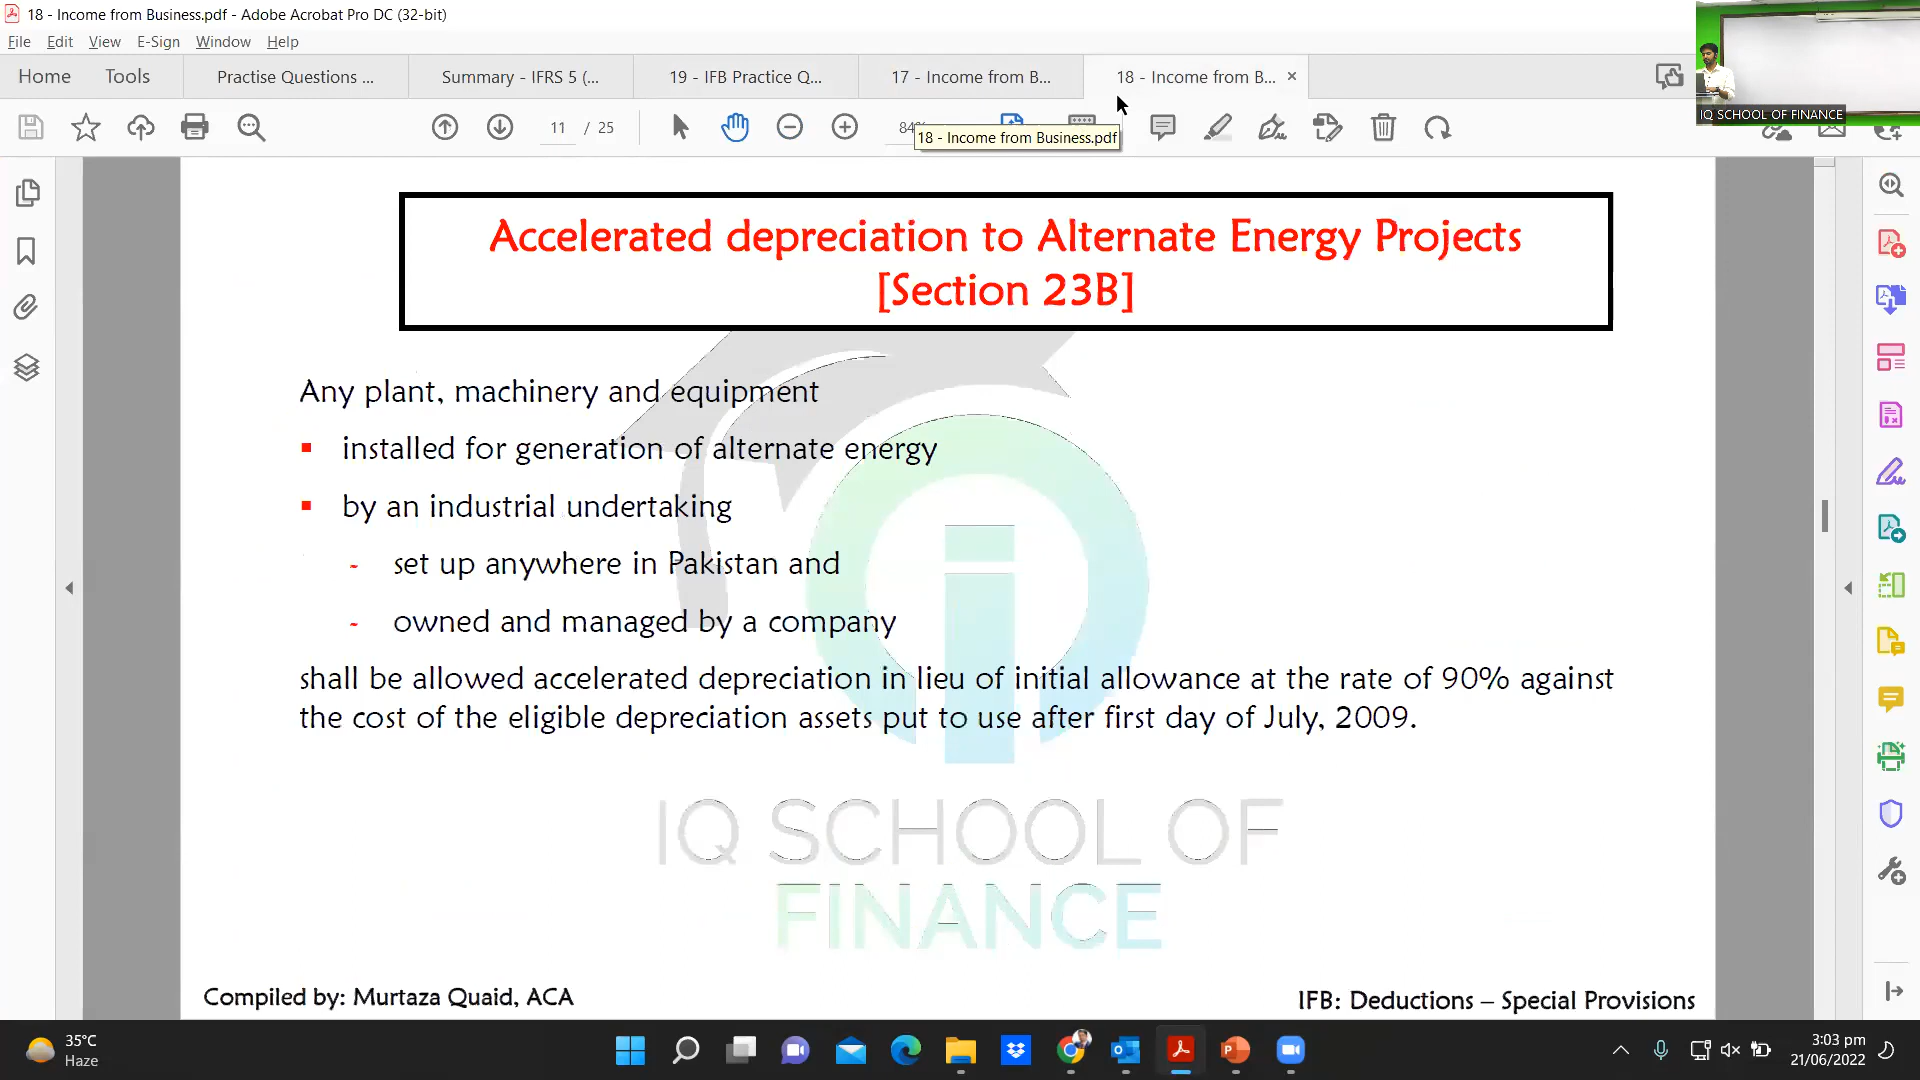 18 - Income from Business.pdf - Adobe Acrobat Pro DC (32-bit)
File Edit View E-Sign Window Help
Home Tools Practise Questions ... Summary - IFRS 5 (... 19 - IFB Practice Q... 17 - Income from B... 18 - Income from B... ×
IQ SCHOOL OF FINANCE
11 / 25
18 - Income from Business.pdf
Accelerated depreciation to Alternate Energy Projects
[Section 23B]
Any plant, machinery and equipment
▪ installed for generation of alternate energy
▪ by an industrial undertaking
- set up anywhere in Pakistan and
- owned and managed by a company
shall be allowed accelerated depreciation in lieu of initial allowance at the rate of 90% against
the cost of the eligible depreciation assets put to use after first day of July, 2009.
IQ SCHOOL OF
FINANCE
Compiled by: Murtaza Quaid, ACA
IFB: Deductions – Special Provisions
35°C
Haze
3:03 pm
21/06/2022